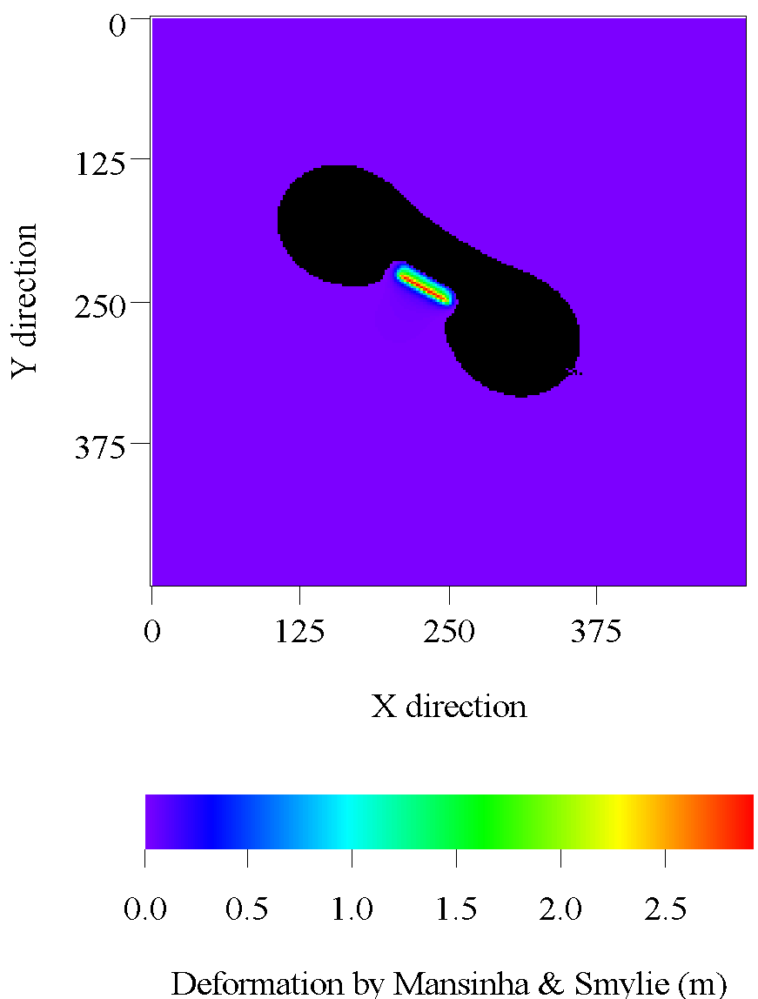 0
125
250
375
Y direction
0 125 250 375
X direction
0.0 0.5 1.0 1.5 2.0 2.5
Deformation by Mansinha & Smylie (m)